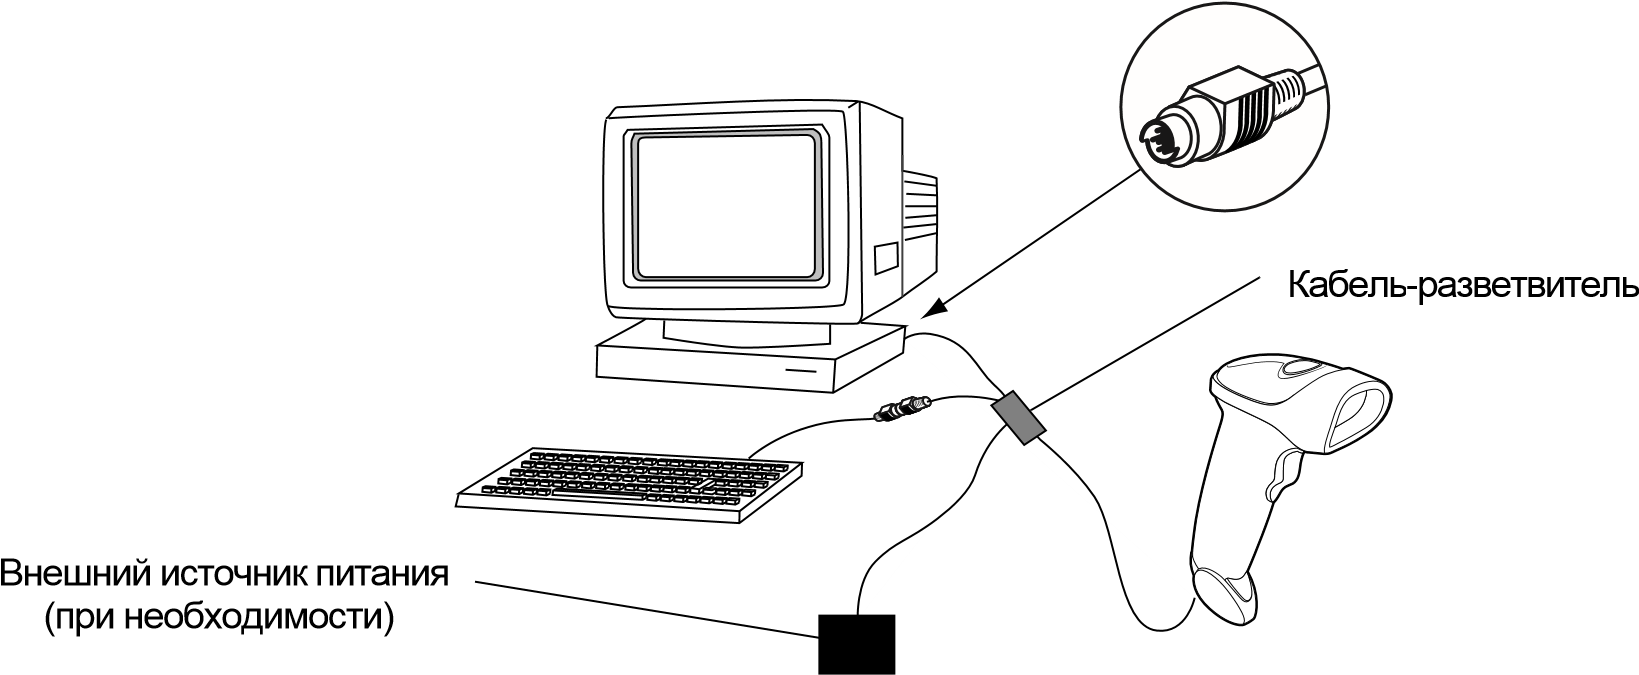 Кабель-разветвитель
Внешний источник питания
(при необходимости)